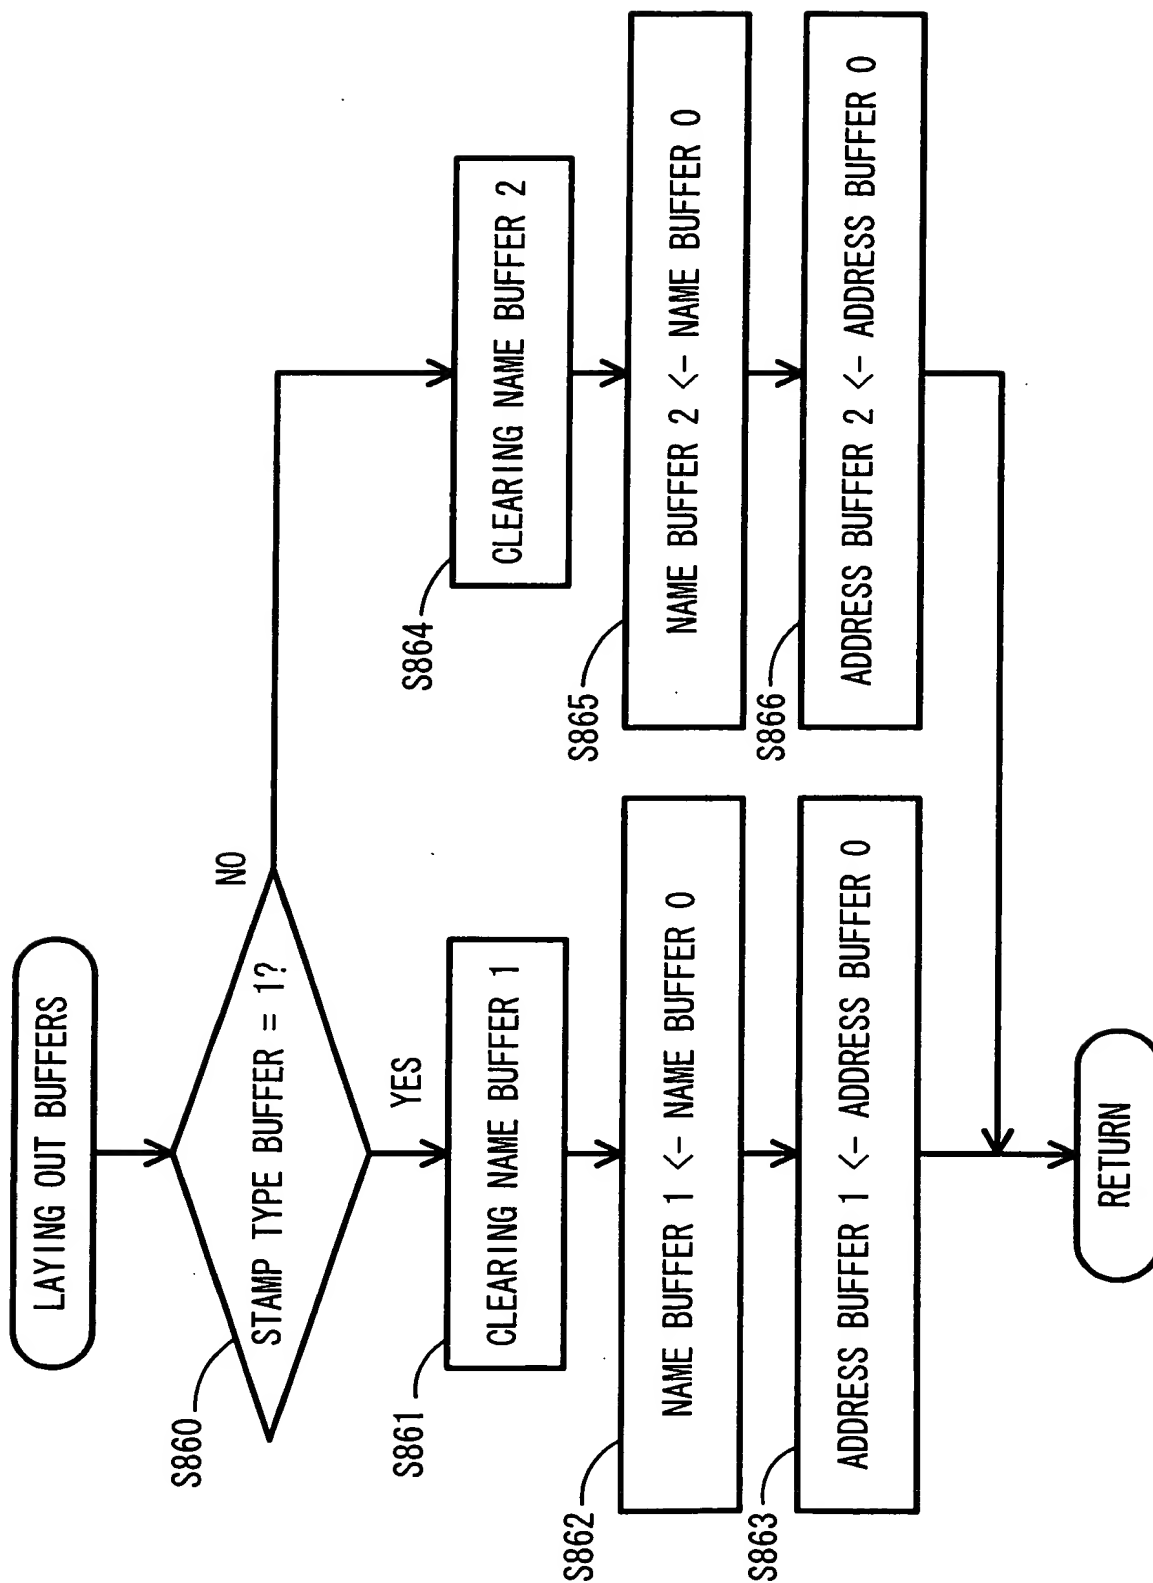 LAYING OUT BUFFERS
S860
STAMP TYPE BUFFER = 1?
NO
YES
S861
CLEARING NAME BUFFER 1
S864
CLEARING NAME BUFFER 2
S862
NAME BUFFER 1 <- NAME BUFFER 0
S865
NAME BUFFER 2 <- NAME BUFFER 0
S863
ADDRESS BUFFER 1 <- ADDRESS BUFFER 0
S866
ADDRESS BUFFER 2 <- ADDRESS BUFFER 0
RETURN